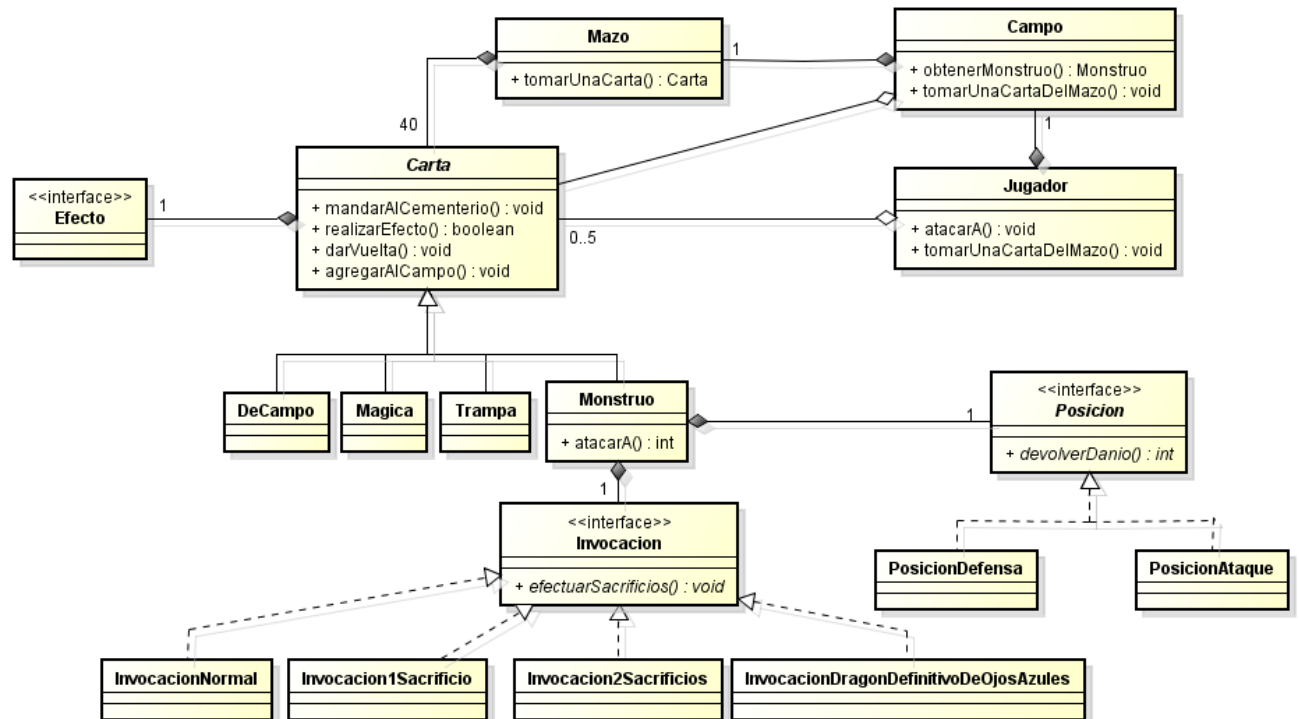 Mazo
+ tomarUnaCarta() : Carta
1
Campo
+ obtenerMonstruo() : Monstruo
+ tomarUnaCartaDelMazo() : void
40
1
<<interface>>
Efecto
1
Carta
+ mandarAlCementerio() : void
+ realizarEfecto() : boolean
+ darVuelta() : void
+ agregarAlCampo() : void
0..5
Jugador
+ atacarA() : void
+ tomarUnaCartaDelMazo() : void
DeCampo
Magica
Trampa
Monstruo
+ atacarA() : int
1
<<interface>>
Posicion
+ devolverDanio() : int
1
<<interface>>
Invocacion
+ efectuarSacrificios() : void
PosicionDefensa
PosicionAtaque
InvocacionNormal
Invocacion1Sacrificio
Invocacion2Sacrificios
InvocacionDragonDefinitivoDeOjosAzules